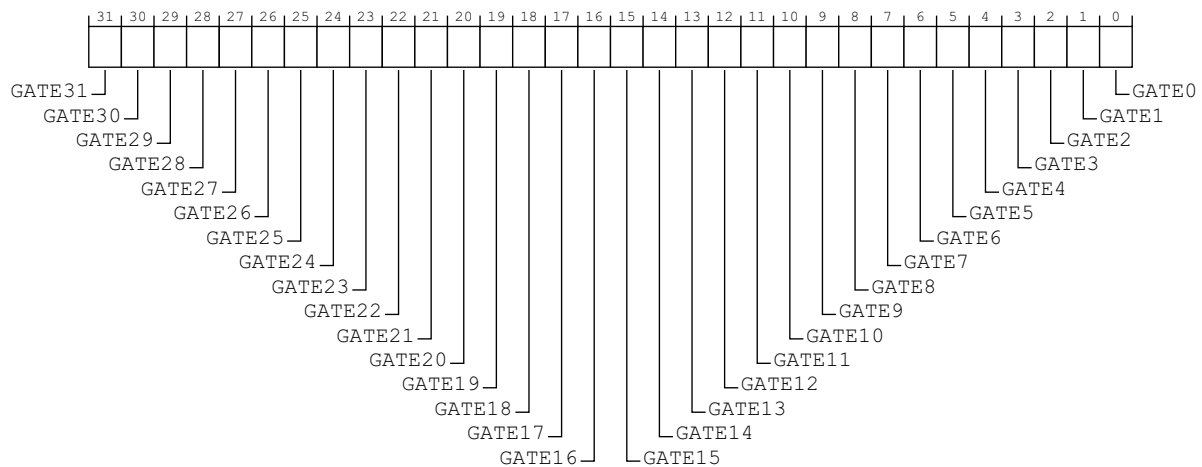 31 30 29 28 27 26 25 24 23 22 21 20 19 18 17 16 15 14 13 12 11 10 9 8 7 6 5 4 3 2 1 0
GATE31 GATE0
GATE30 GATE1
GATE29 GATE2
GATE28 GATE3
GATE27 GATE4
GATE26 GATE5
GATE25 GATE6
GATE24 GATE7
GATE23 GATE8
GATE22 GATE9
GATE21 GATE10
GATE20 GATE11
GATE19 GATE12
GATE18 GATE13
GATE17 GATE14
GATE16 GATE15